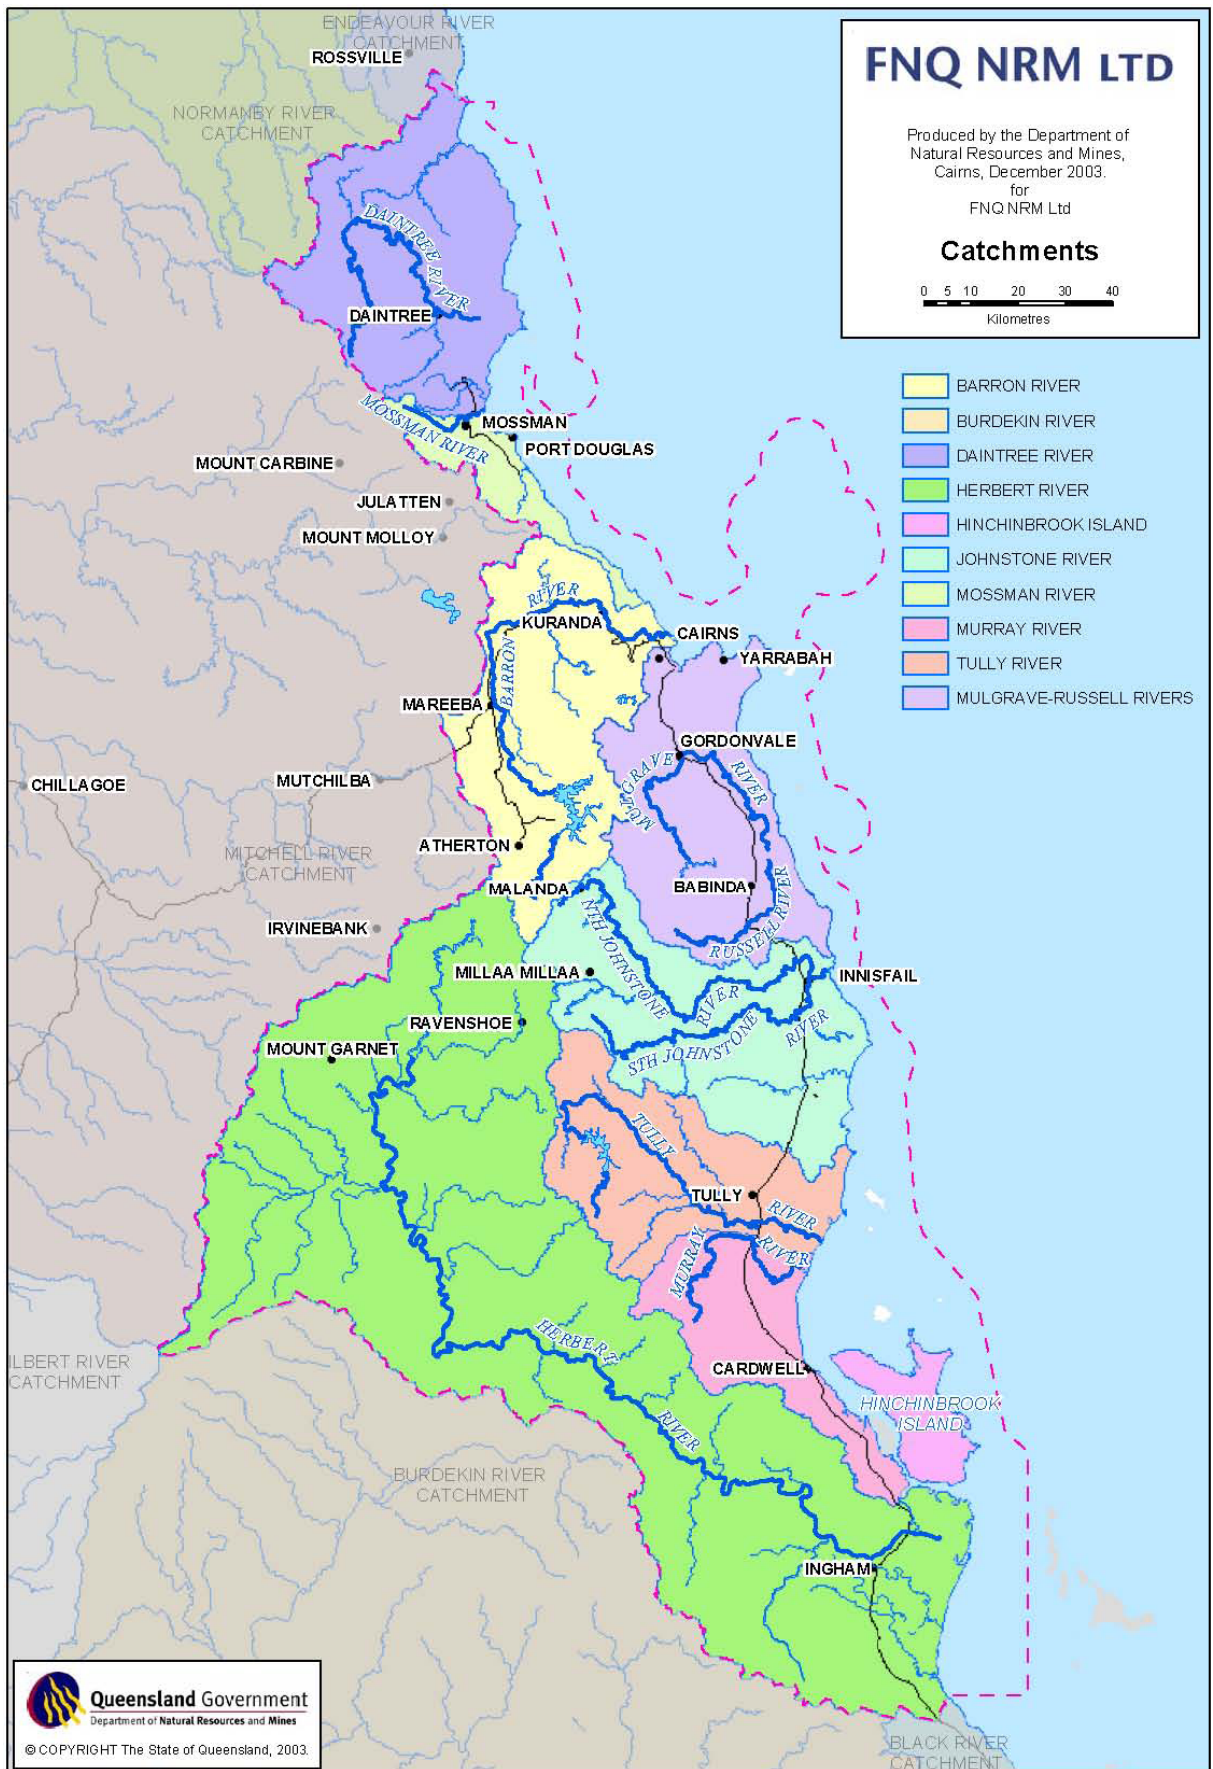 ENDEAVOUR RIVER
CATCHMENT
ROSSVILLE
NORMANBY RIVER
CATCHMENT
FNQ NRM LTD
Produced by the Department of
Natural Resources and Mines,
Cairns, December 2003.
for
FNQ NRM Ltd
Catchments
0 5 10 20 30 40
Kilometres
DAINTREE RIVER
DAINTREE
MOSSMAN RIVER
MOSSMAN
PORT DOUGLAS
MOUNT CARBINE
JULATTEN
MOUNT MOLLOY
BARRON RIVER
BURDEKIN RIVER
DAINTREE RIVER
HERBERT RIVER
HINCHINBROOK ISLAND
JOHNSTONE RIVER
MOSSMAN RIVER
MURRAY RIVER
TULLY RIVER
MULGRAVE-RUSSELL RIVERS
BARRON RIVER
KURANDA
CAIRNS
YARRABAH
MAREEBA
GORDONVALE
MULGRAVE RIVER
CHILLAGOE
MUTCHILBA
ATHERTON
MITCHELL RIVER
CATCHMENT
MALANDA
BABINDA
RUSSELL RIVER
IRVINEBANK
NTH JOHNSTONE RIVER
MILLAA MILLAA
INNISFAIL
RAVENSHOE
STH JOHNSTONE RIVER
MOUNT GARNET
TULLY RIVER
TULLY
MURRAY RIVER
HERBERT RIVER
ILBERT RIVER
CATCHMENT
CARDWELL
HINCHINBROOK
ISLAND
BURDEKIN RIVER
CATCHMENT
INGHAM
Queensland Government
Department of Natural Resources and Mines
© COPYRIGHT The State of Queensland, 2003.
BLACK RIVER
CATCHMENT